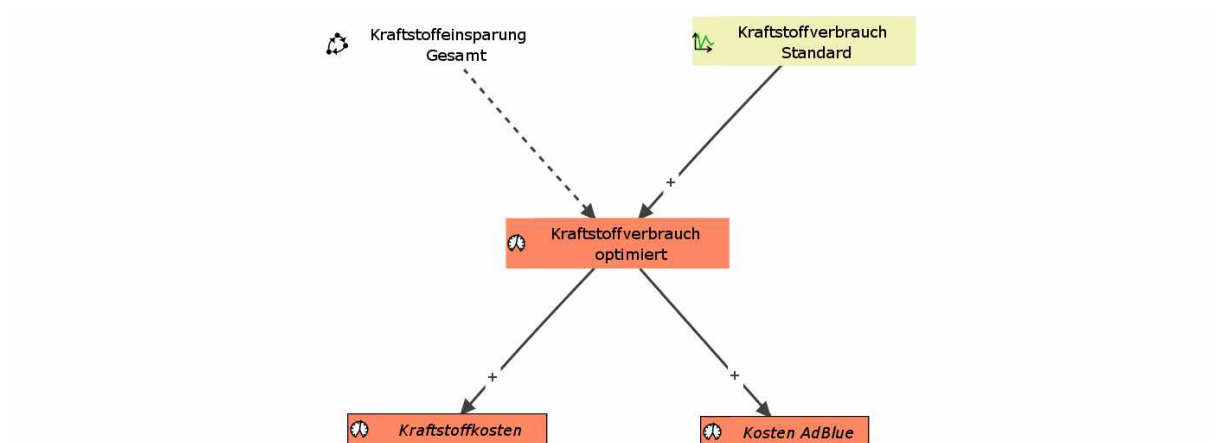 Kraftstoffeinsparung
Gesamt
Kraftstoffverbrauch
Standard
+
Kraftstoffverbrauch
optimiert
+
+
Kraftstoffkosten
Kosten AdBlue